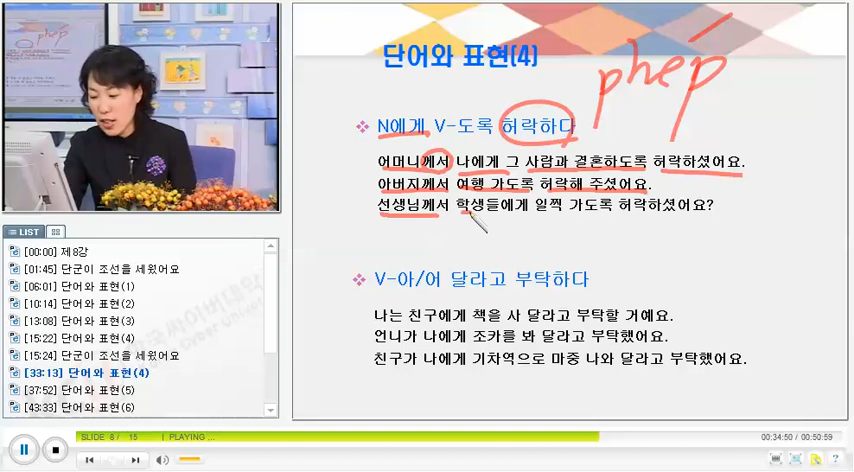 phép
단어와 표현(4)
phép
❖ N에게 V-도록 허락하다
어머니께서 나에게 그 사람과 결혼하도록 허락하셨어요.
아버지께서 여행 가도록 허락해 주셨어요.
선생님께서 학생들에게 일찍 가도록 허락하셨어요?
❖ V-아/어 달라고 부탁하다
나는 친구에게 책을 사 달라고 부탁할 거예요.
언니가 나에게 조카를 봐 달라고 부탁했어요.
친구가 나에게 기차역으로 마중 나와 달라고 부탁했어요.
LIST
[00:00] 제8강
[01:45] 단군이 조선을 세웠어요
[06:01] 단어와 표현(1)
[10:14] 단어와 표현(2)
[13:08] 단어와 표현(3)
[15:22] 단어와 표현(4)
[15:24] 단군이 조선을 세웠어요
[33:13] 단어와 표현(4)
[37:52] 단어와 표현(5)
[43:33] 단어와 표현(6)
SLIDE 8 / 15 | PLAYING ...
00:34:50 / 00:50:59